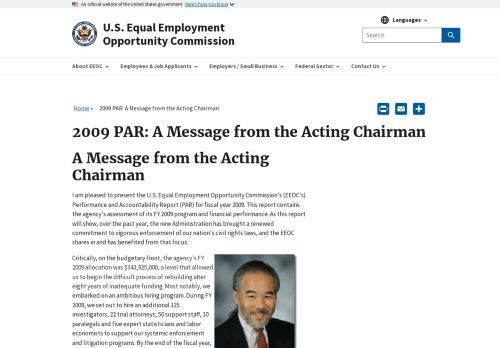 An official website of the United States government Here's how you know
U.S. Equal Employment
Opportunity Commission
Languages
Search
About EEOC
Employees & Job Applicants
Employers / Small Business
Federal Sector
Contact Us
Home » 2009 PAR: A Message from the Acting Chairman
2009 PAR: A Message from the Acting Chairman
A Message from the Acting
Chairman
I am pleased to present the U.S. Equal Employment Opportunity Commission's (EEOC's)
Performance and Accountability Report (PAR) for fiscal year 2009. This report contains
the agency's assessment of its FY 2009 program and financial performance. As this report
will show, over the past year, the new Administration has brought a renewed
commitment to vigorous enforcement of our nation's civil rights laws, and the EEOC
shares in and has benefited from that focus.
Critically, on the budgetary front, the agency's FY
2009 allocation was $343,925,000, a level that allowed
us to begin the difficult process of rebuilding after
eight years of inadequate funding. Most notably, we
embarked on an ambitious hiring program. During FY
2009, we set out to hire an additional 125
investigators, 22 trial attorneys, 50 support staff, 10
paralegals and five expert statisticians and labor
economists to support our systemic enforcement
and litigation programs. By the end of the fiscal year,